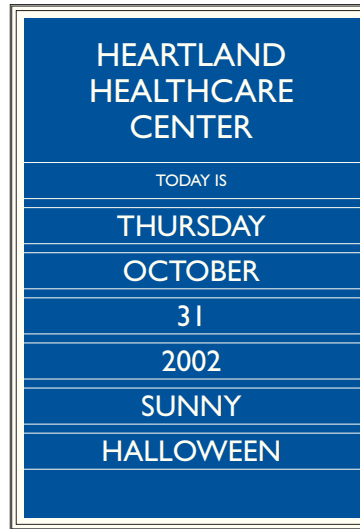 HEARTLAND
HEALTHCARE
CENTER
TODAY IS
THURSDAY
OCTOBER
31
2002
SUNNY
HALLOWEEN